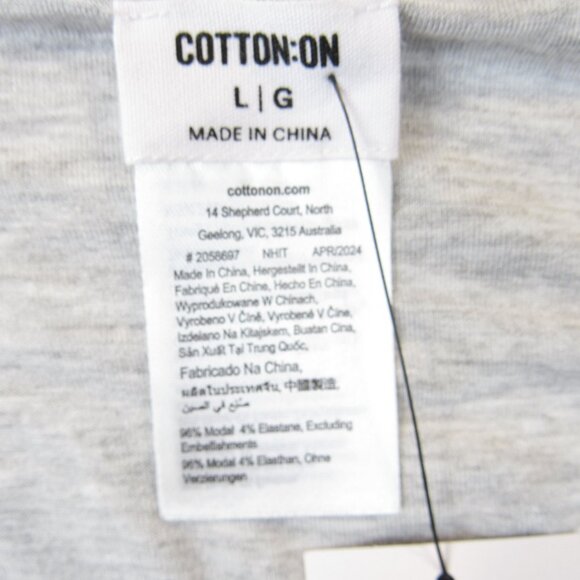 COTTON:ON
L | G
MADE IN CHINA
cottonon.com
14 Shepherd Court, North
Geelong, VIC, 3215 Australia
# 2058697 NHIT APR/2024
Made In China, Hergestellt In China,
Fabriqué En Chine, Hecho En China,
Wyprodukowane W Chinach,
Vyrobeno V Číně, Vyrobené V Číne,
Izdelano Na Kitajskem, Buatan Cina,
Sản Xuất Tại Trung Quốc,
Fabricado Na China,
ผลิตในประเทศจีน, 中國製造,
صنع في الصين
96% Modal 4% Elastane, Excluding
Embellishments
96% Modal 4% Elasthan, Ohne
Verzierungen